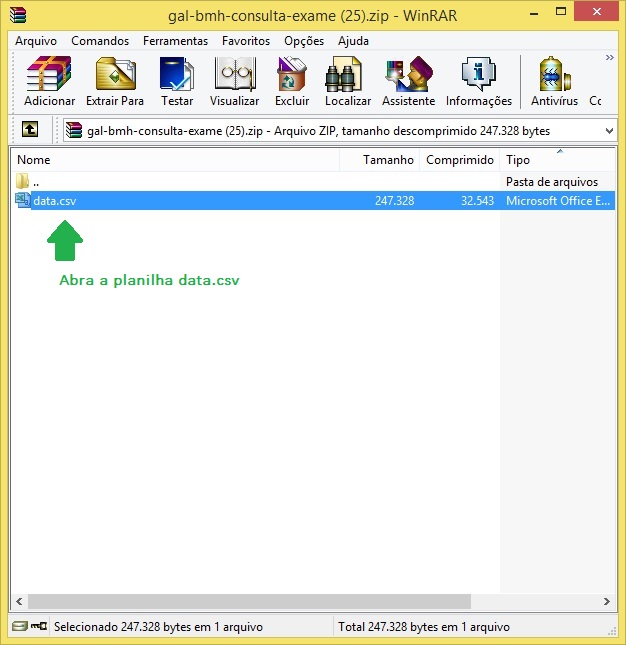 gal-bmh-consulta-exame (25).zip - WinRAR
Arquivo Comandos Ferramentas Favoritos Opções Ajuda
Adicionar Extrair Para Testar Visualizar Excluir Localizar Assistente Informações Antivírus Cc
gal-bmh-consulta-exame (25).zip - Arquivo ZIP, tamanho descomprimido 247.328 bytes
Nome Tamanho Comprimido Tipo
.. Pasta de arquivos
data.csv 247.328 32.543 Microsoft Office E...
Abra a planilha data.csv
Selecionado 247.328 bytes em 1 arquivo Total 247.328 bytes em 1 arquivo